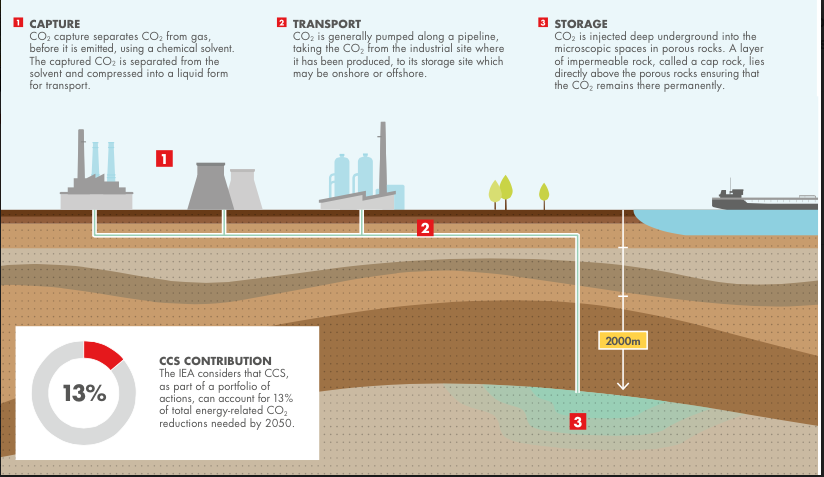 1 CAPTURE
CO₂ capture separates CO₂ from gas,
before it is emitted, using a chemical solvent.
The captured CO₂ is separated from the
solvent and compressed into a liquid form
for transport.
2 TRANSPORT
CO₂ is generally pumped along a pipeline,
taking the CO₂ from the industrial site where
it has been produced, to its storage site which
may be onshore or offshore.
3 STORAGE
CO₂ is injected deep underground into the
microscopic spaces in porous rocks. A layer
of impermeable rock, called a cap rock, lies
directly above the porous rocks ensuring that
the CO₂ remains there permanently.
1
2
2000m
3
13%
CCS CONTRIBUTION
The IEA considers that CCS,
as part of a portfolio of
actions, can account for 13%
of total energy-related CO₂
reductions needed by 2050.